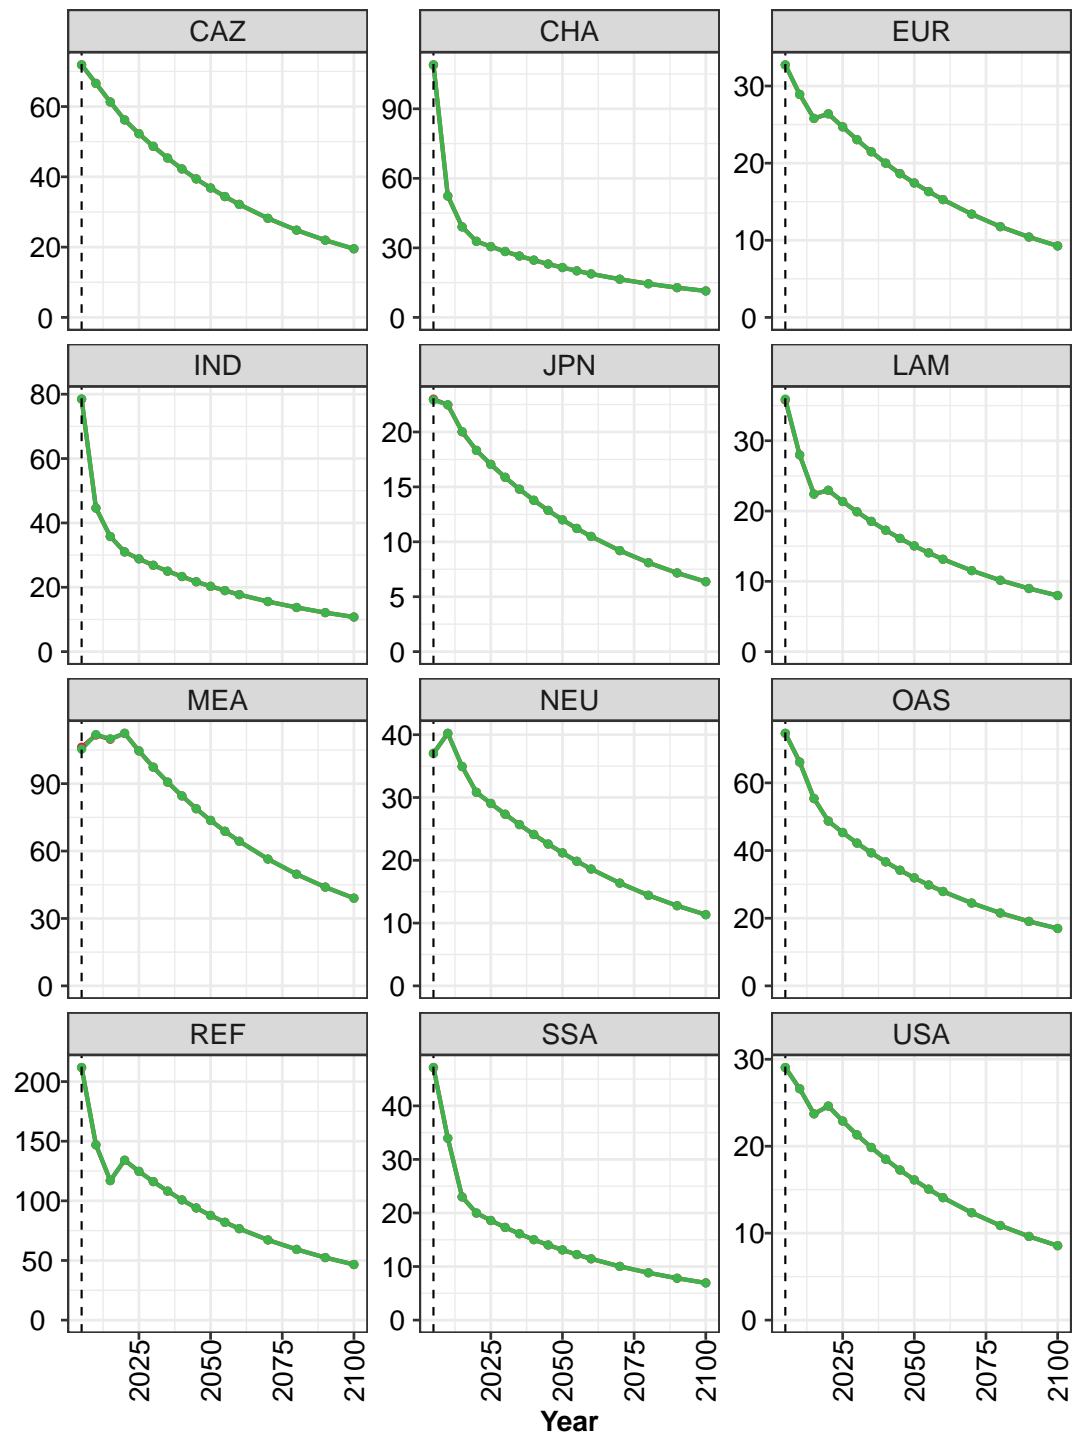 CAZ CHA EUR
60 90 30
40 60 20
20 30 10
0 0 0
IND JPN LAM
80 20 30
60 15 20
40 10 10
20 5 0
0 0
MEA NEU OAS
90 40 60
60 30 40
30 20 20
0 10 0
0
REF SSA USA
200 40 30
150 30 20
100 20 10
50 10 0
0 0
2025 2050 2075 2100 2025 2050 2075 2100 2025 2050 2075 2100
Year